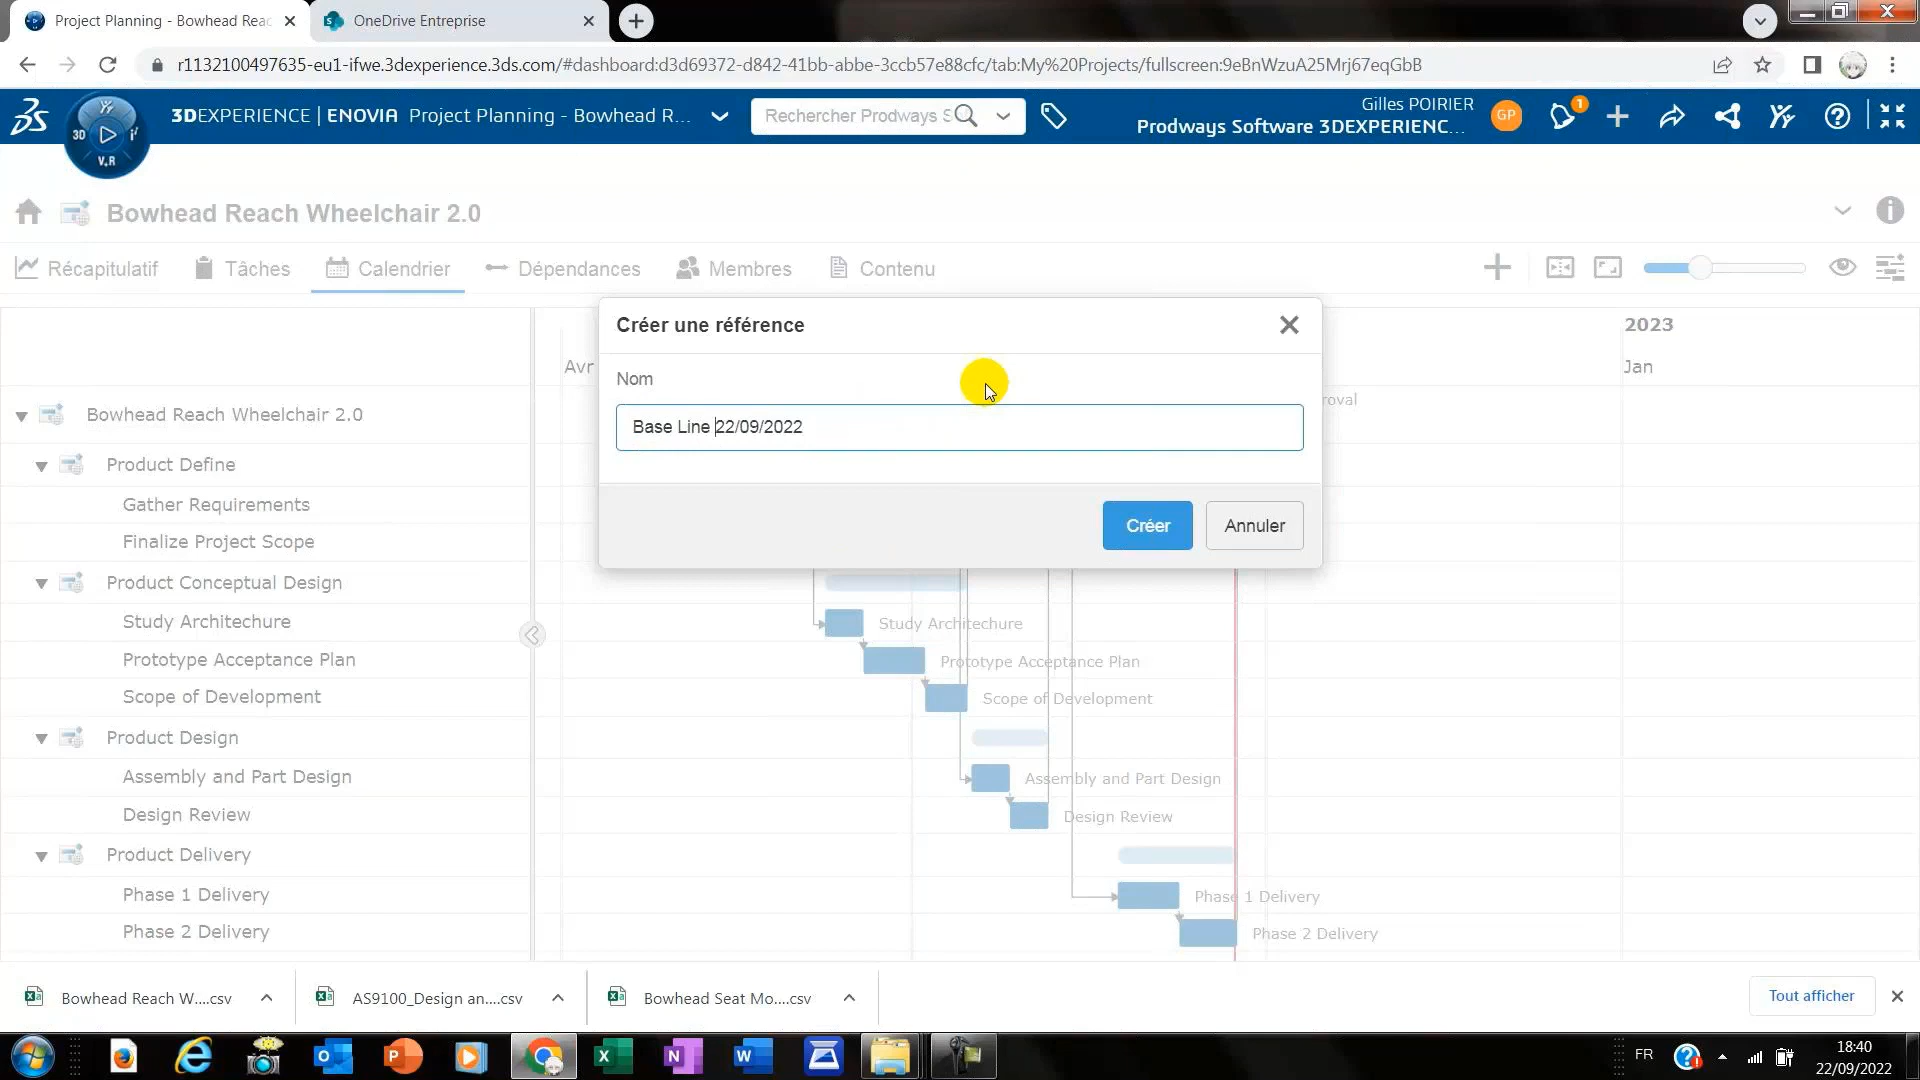 Project Planning - Bowhead Reac
OneDrive Entreprise
r1132100497635-eu1-ifwe.3dexperience.3ds.com/#dashboard:d3d69372-d842-41bb-abbe-3ccb57e88cfc/tab:My%20Projects/fullscreen:9eBnWzuA25Mrj67eqGbB
3D
V,R
3DEXPERIENCE | ENOVIA Project Planning - Bowhead R...
Rechercher Prodways S
Gilles POIRIER
Prodways Software 3DEXPERIENC...
GP
1
Bowhead Reach Wheelchair 2.0
Récapitulatif
Tâches
Calendrier
Dépendances
Membres
Contenu
Créer une référence
2023
Avr
Jan
Nom
roval
Base Line 22/09/2022
Créer
Annuler
Bowhead Reach Wheelchair 2.0
Product Define
Gather Requirements
Finalize Project Scope
Product Conceptual Design
Study Architechure
Study Architechure
Prototype Acceptance Plan
Prototype Acceptance Plan
Scope of Development
Scope of Development
Product Design
Assembly and Part Design
Assembly and Part Design
Design Review
Design Review
Product Delivery
Phase 1 Delivery
Phase 1 Delivery
Phase 2 Delivery
Phase 2 Delivery
Bowhead Reach W....csv
AS9100_Design an....csv
Bowhead Seat Mo....csv
Tout afficher
FR
18:40
22/09/2022